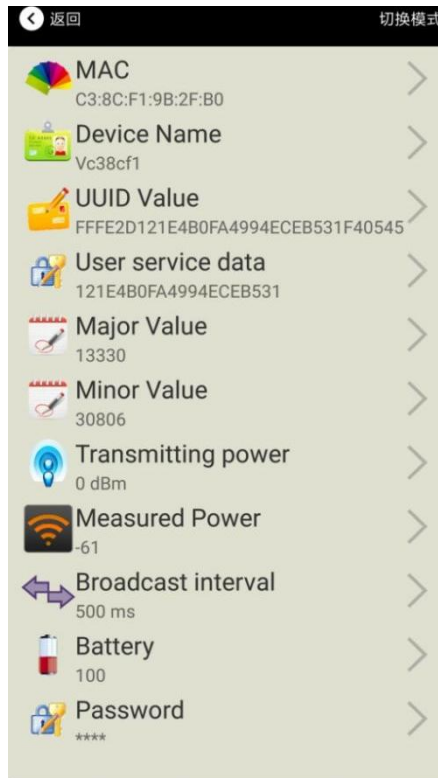 返回 切换模式
MAC
C3:8C:F1:9B:2F:B0
Device Name
Vc38cf1
UUID Value
FFFE2D121E4B0FA4994ECEB531F40545
User service data
121E4B0FA4994ECEB531
Major Value
13330
Minor Value
30806
Transmitting power
0 dBm
Measured Power
-61
Broadcast interval
500 ms
Battery
100
Password
****